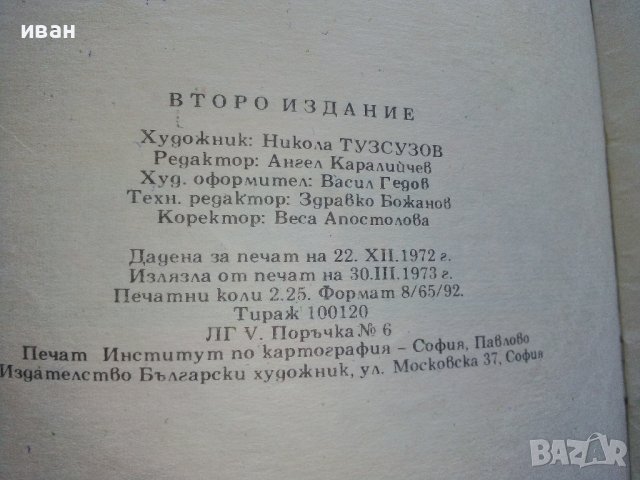 иван
ВТОРО ИЗДАНИЕ
Художник: Никола ТУЗСУЗОВ
Редактор: Ангел Каралийчев
Худ. оформител: Васил Гедов
Техн. редактор: Здравко Божанов
Коректор: Веса Апостолова
Дадена за печат на 22. XII.1972 г.
Излязла от печат на 30.III.1973 г.
Печатни коли 2.25. Формат 8/65/92.
Тираж 100120
ЛГ V. Поръчка № 6
Печат Институт по картография – София, Павлово
Издателство Български художник, ул. Московска 37, София
BAZAR